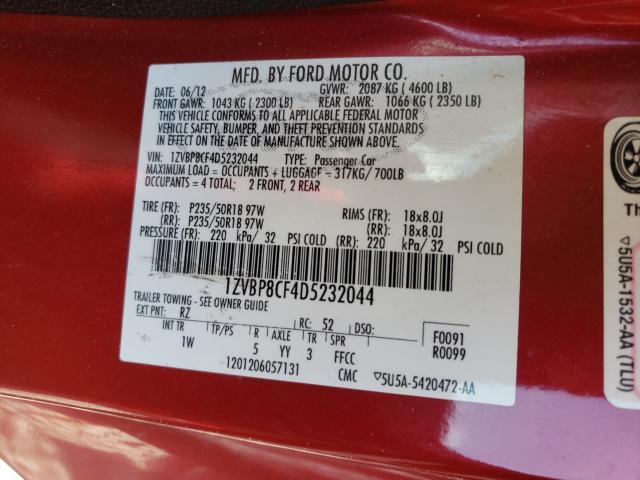 MFD. BY FORD MOTOR CO.
DATE: 06/12 GVWR: 2087 KG ( 4600 LB)
FRONT GAWR: 1043 KG ( 2300 LB) REAR GAWR: 1066 KG ( 2350 LB)
THIS VEHICLE CONFORMS TO ALL APPLICABLE FEDERAL MOTOR
VEHICLE SAFETY, BUMPER, AND THEFT PREVENTION STANDARDS
IN EFFECT ON THE DATE OF MANUFACTURE SHOWN ABOVE.
VIN: 1ZVBP8CF4D5232044 TYPE: Passenger Car
MAXIMUM LOAD = OCCUPANTS + LUGGAGE = 317KG/ 700LB
OCCUPANTS = 4 TOTAL; 2 FRONT, 2 REAR
TIRE (FR): P235/50R18 97W RIMS (FR): 18x8.0J
(RR): P235/50R18 97W (RR): 18x8.0J
PRESSURE (FR): 220 kPa/ 32 PSI COLD (RR): 220 kPa/ 32 PSI COLD
1ZVBP8CF4D5232044
TRAILER TOWING - SEE OWNER GUIDE
EXT PNT: RZ RC: 52 DSO: F0091
INT TR TP/PS R AXLE TR SPR R0099
1W 5 YY 3 FFCC
1201206057131 CMC ▽5U5A-5420472-AA
Th
▽5U5A-1532-AA (TLU)